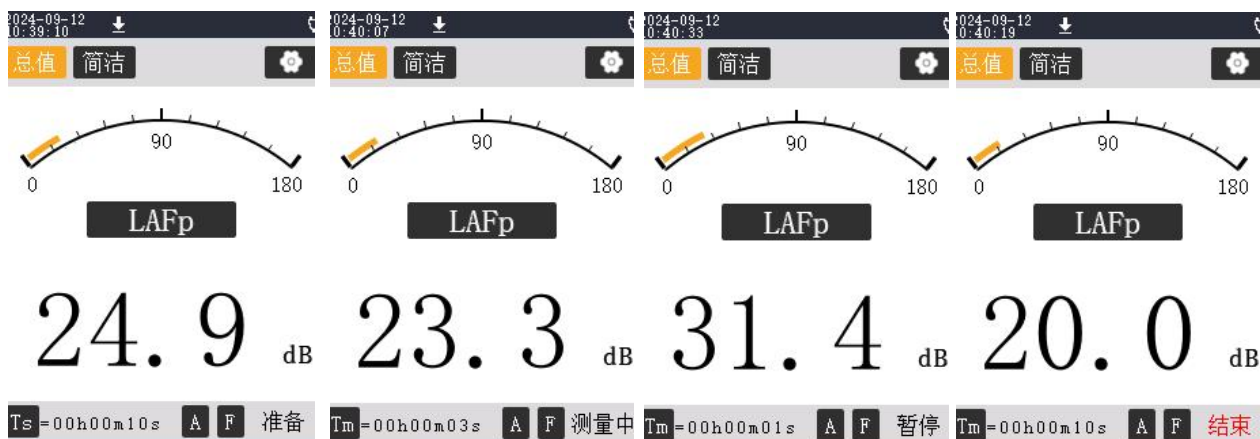 2024-09-12
10:39:10
总值 简洁
90
0 180
LAFp
24.9 dB
Ts=00h00m10s A F 准备
2024-09-12
10:40:07
总值 简洁
90
0 180
LAFp
23.3 dB
Tm=00h00m03s A F 测量中
2024-09-12
10:40:33
总值 简洁
90
0 180
LAFp
31.4 dB
Tm=00h00m01s A F 暂停
2024-09-12
10:40:19
总值 简洁
90
0 180
LAFp
20.0 dB
Tm=00h00m10s A F 结束